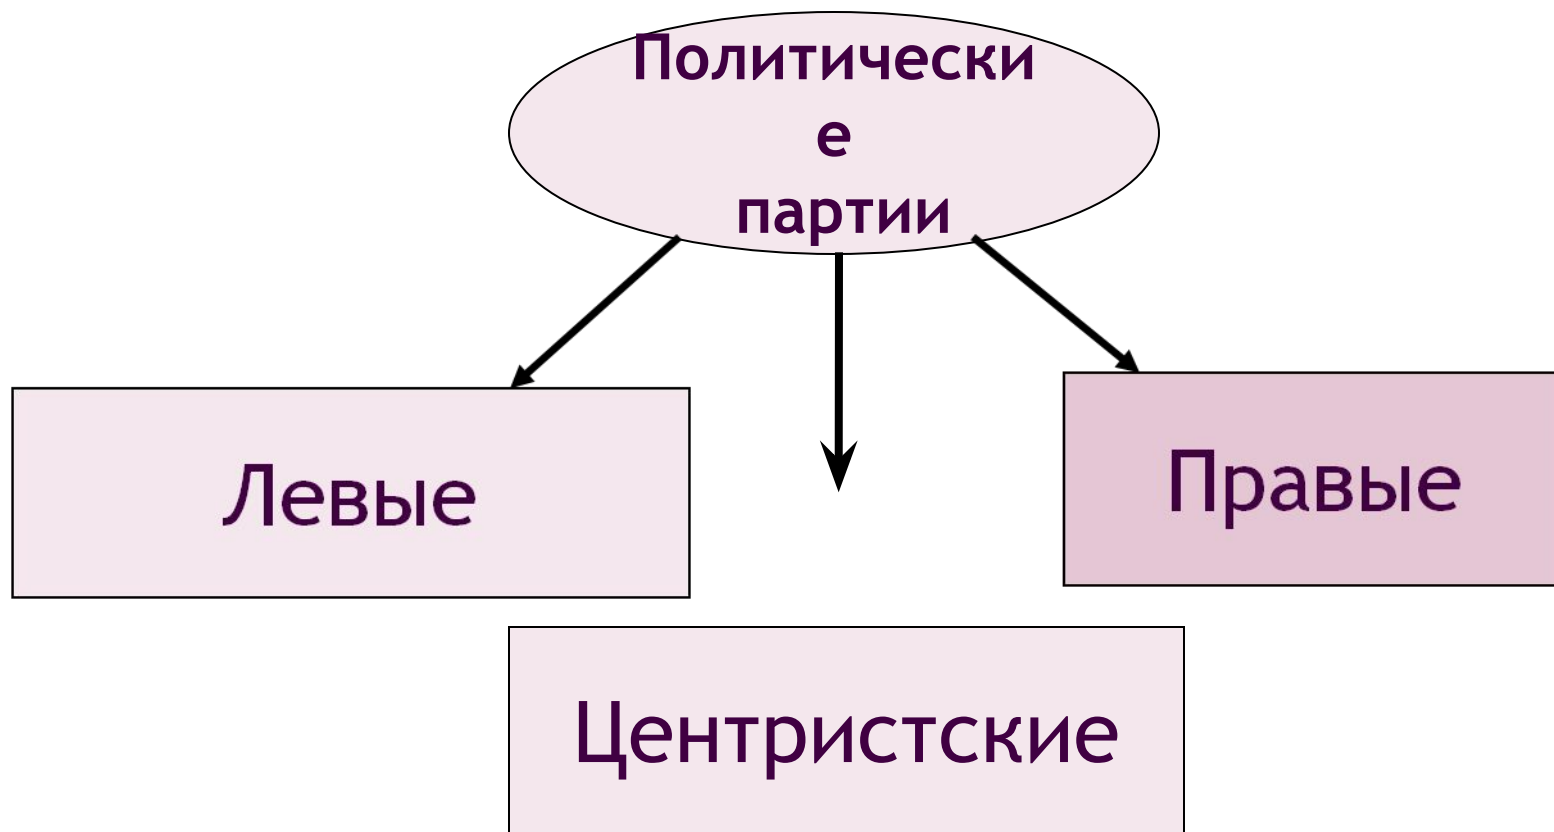 Политически
е
партии
Левые
Правые
Центристские